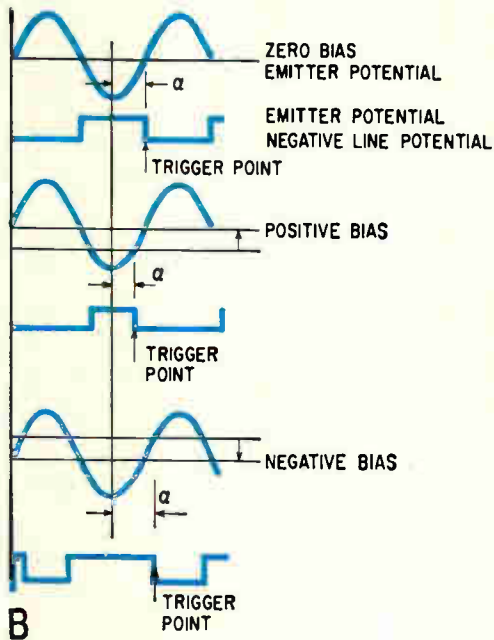 ZERO BIAS
EMITTER POTENTIAL
α
EMITTER POTENTIAL
NEGATIVE LINE POTENTIAL
TRIGGER POINT
POSITIVE BIAS
α
TRIGGER
POINT
NEGATIVE BIAS
α
TRIGGER
POINT
B